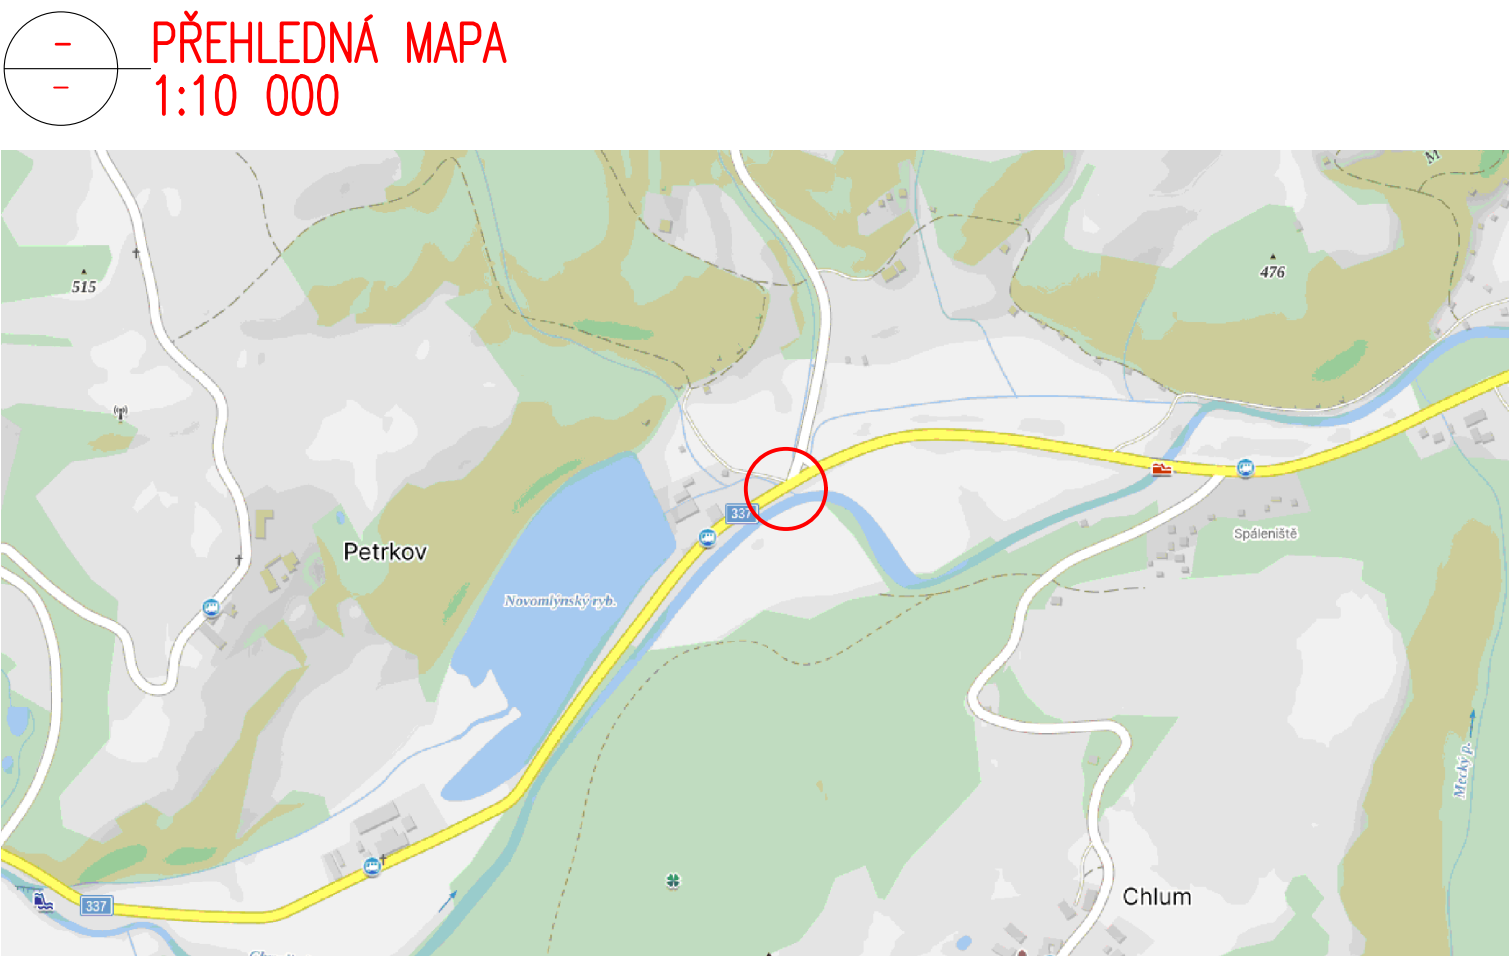 PŘEHLEDNÁ MAPA
1:10 000
515
476
337
Spáleniště
Petrkov
Novomlýnský ryb.
Mecký p.
337
Chlum